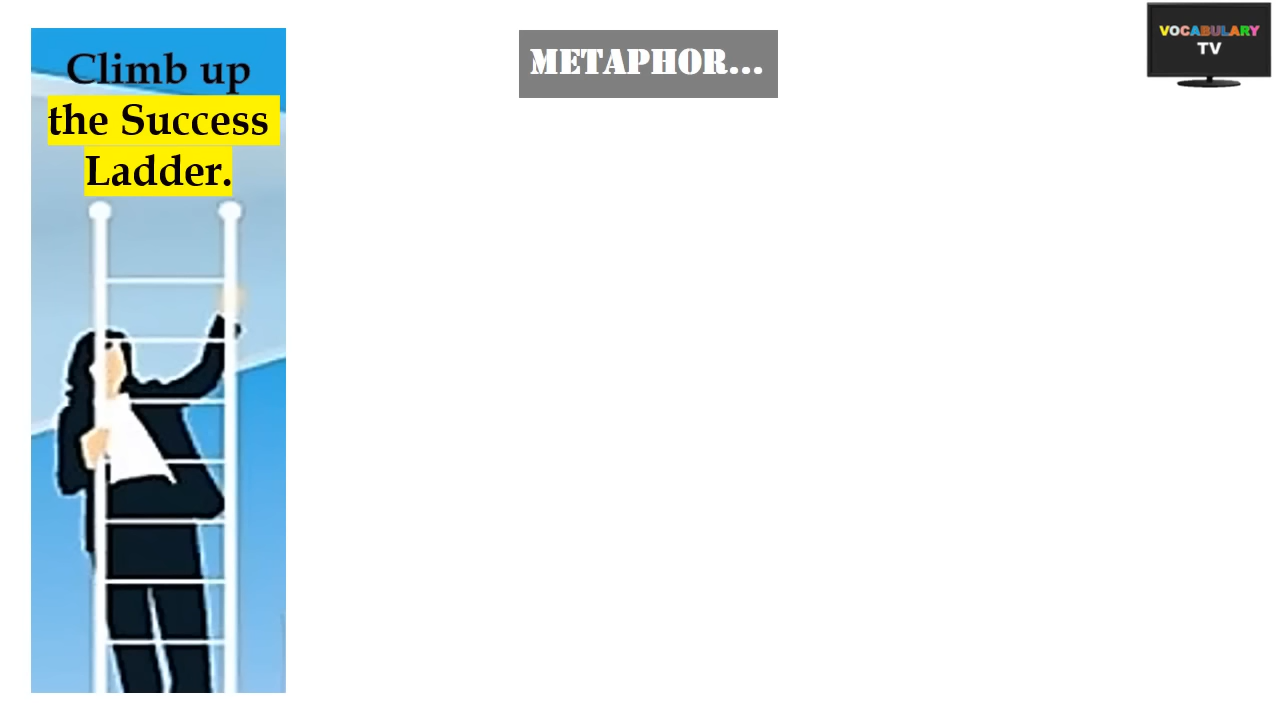 Climb up
the Success
Ladder.
METAPHOR...
VOCABULARY
TV